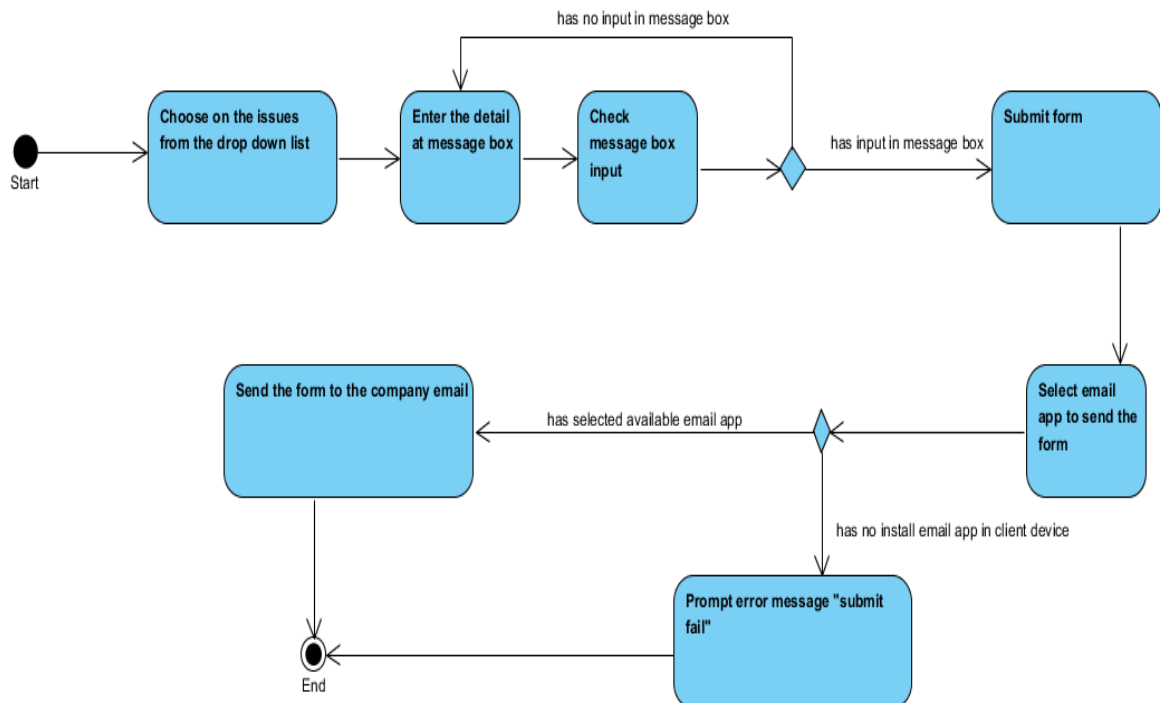 has no input in message box
Choose on the issues
from the drop down list
Enter the detail
at message box
Check
message box
input
has input in message box
Submit form
Start
Send the form to the company email
has selected available email app
Select email
app to send the
form
has no install email app in client device
Prompt error message "submit
fail"
End